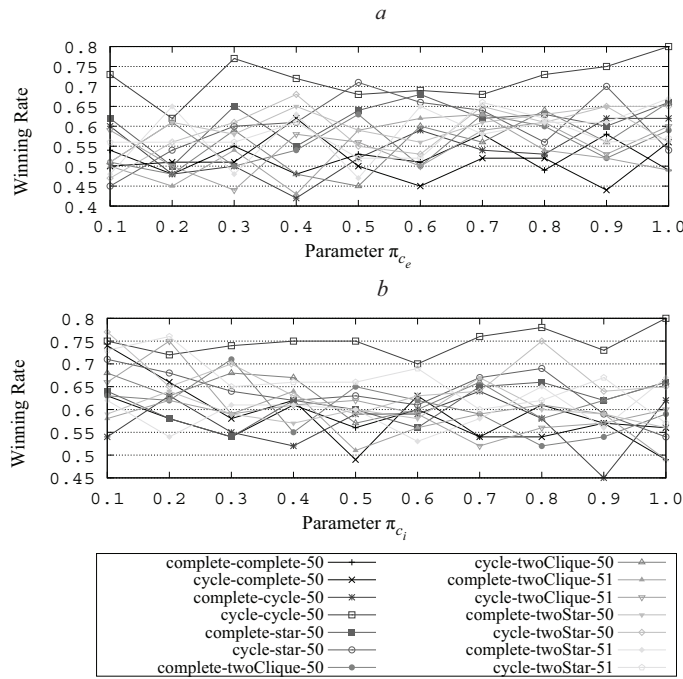 a
0.8
0.75
0.7
0.65
0.6
0.55
0.5
0.45
0.4
Winning Rate
0.1 0.2 0.3 0.4 0.5 0.6 0.7 0.8 0.9 1.0
Parameter π_{c_e}
b
0.8
0.75
0.7
0.65
0.6
0.55
0.5
0.45
Winning Rate
0.1 0.2 0.3 0.4 0.5 0.6 0.7 0.8 0.9 1.0
Parameter π_{c_i}
complete-complete-50
cycle-complete-50
complete-cycle-50
cycle-cycle-50
complete-star-50
cycle-star-50
complete-twoClique-50
cycle-twoClique-50
complete-twoClique-51
cycle-twoClique-51
complete-twoStar-50
cycle-twoStar-50
complete-twoStar-51
cycle-twoStar-51